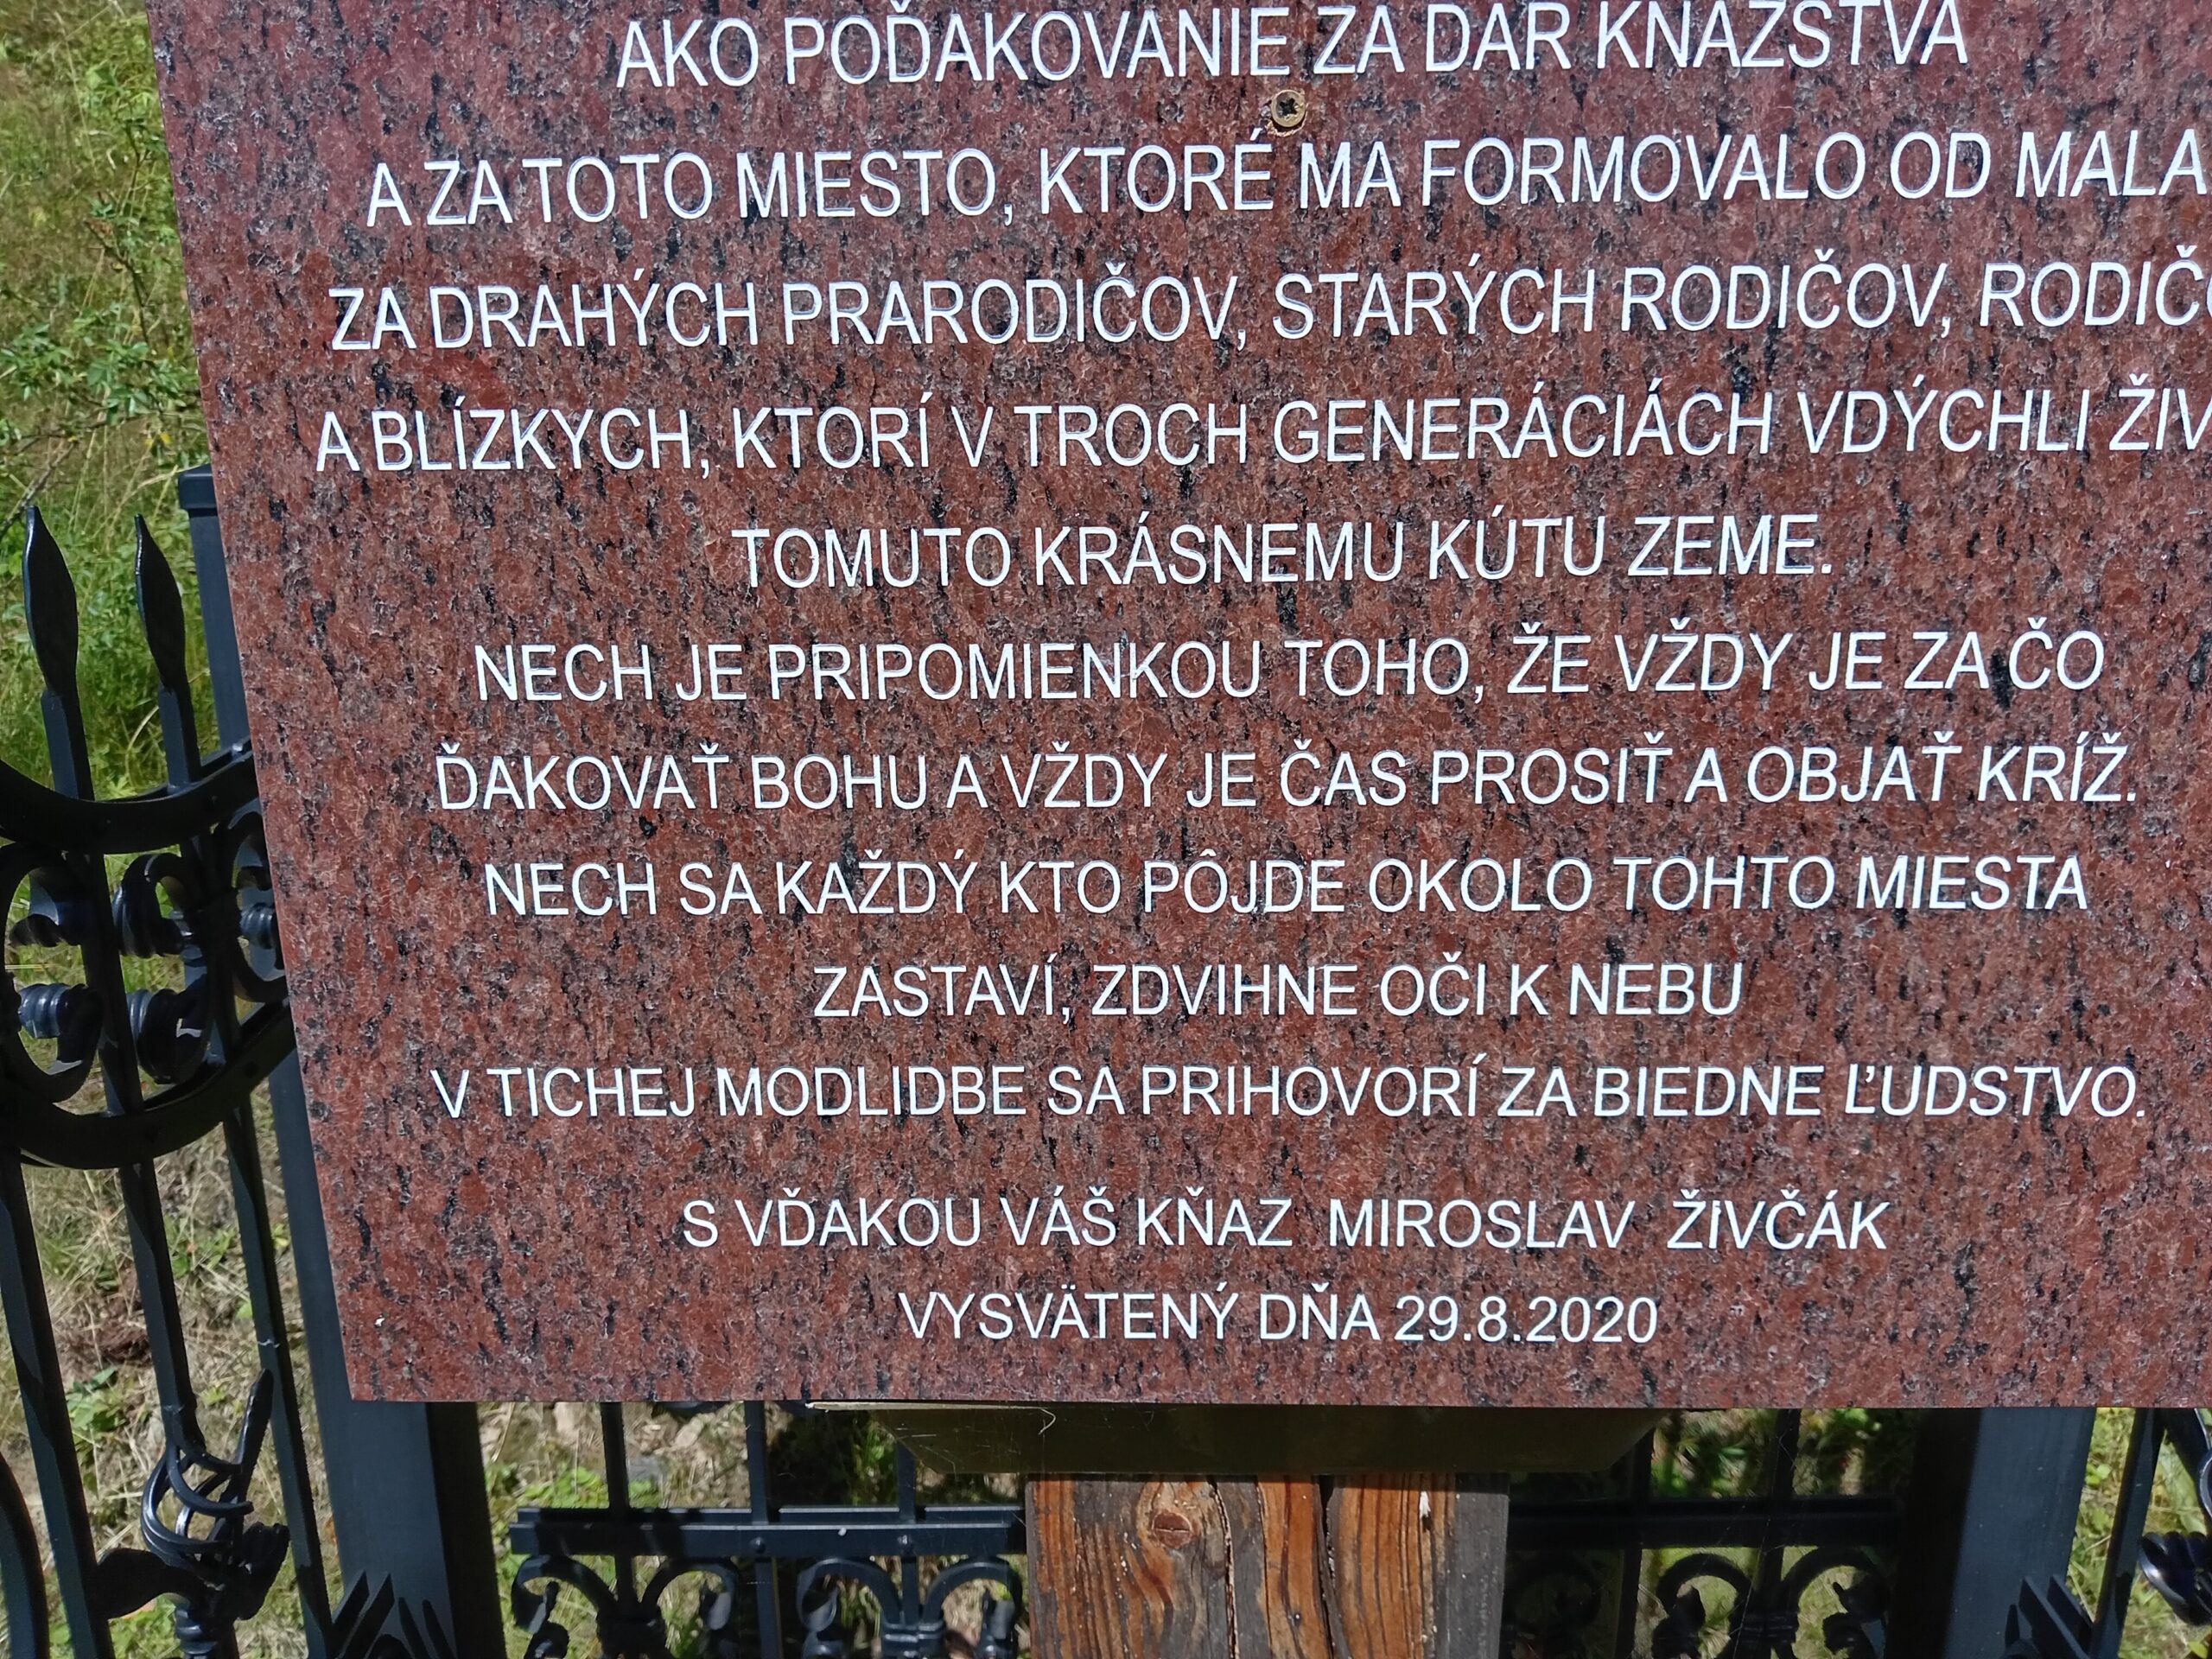 AKO POĎAKOVANIE ZA DAR KŇAZSTVA
A ZA TOTO MIESTO, KTORÉ MA FORMOVALO OD MALA
ZA DRAHÝCH PRARODIČOV, STARÝCH RODIČOV, RODIČ
A BLÍZKYCH, KTORÍ V TROCH GENERÁCIÁCH VDÝCHLI ŽIV
TOMUTO KRÁSNEMU KÚTU ZEME.
NECH JE PRIPOMIENKOU TOHO, ŽE VŽDY JE ZA ČO
ĎAKOVAŤ BOHU A VŽDY JE ČAS PROSIŤ A OBJAŤ KRÍŽ.
NECH SA KAŽDÝ KTO PÔJDE OKOLO TOHTO MIESTA
ZASTAVÍ, ZDVIHNE OČI K NEBU
V TICHEJ MODLIDBE SA PRIHOVORÍ ZA BIEDNE ĽUDSTVO.
S VĎAKOU VÁŠ KŇAZ MIROSLAV ŽIVČÁK
VYSVÄTENÝ DŇA 29.8.2020